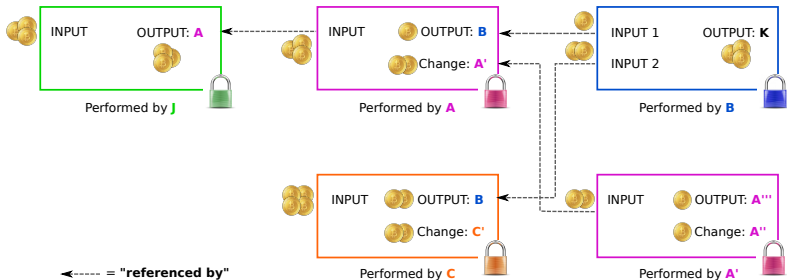 INPUT OUTPUT: A
Performed by J
INPUT OUTPUT: B
Change: A'
Performed by A
INPUT 1 OUTPUT: K
INPUT 2
Performed by B
INPUT OUTPUT: B
Change: C'
Performed by C
INPUT OUTPUT: A'''
Change: A''
Performed by A'
= "referenced by"